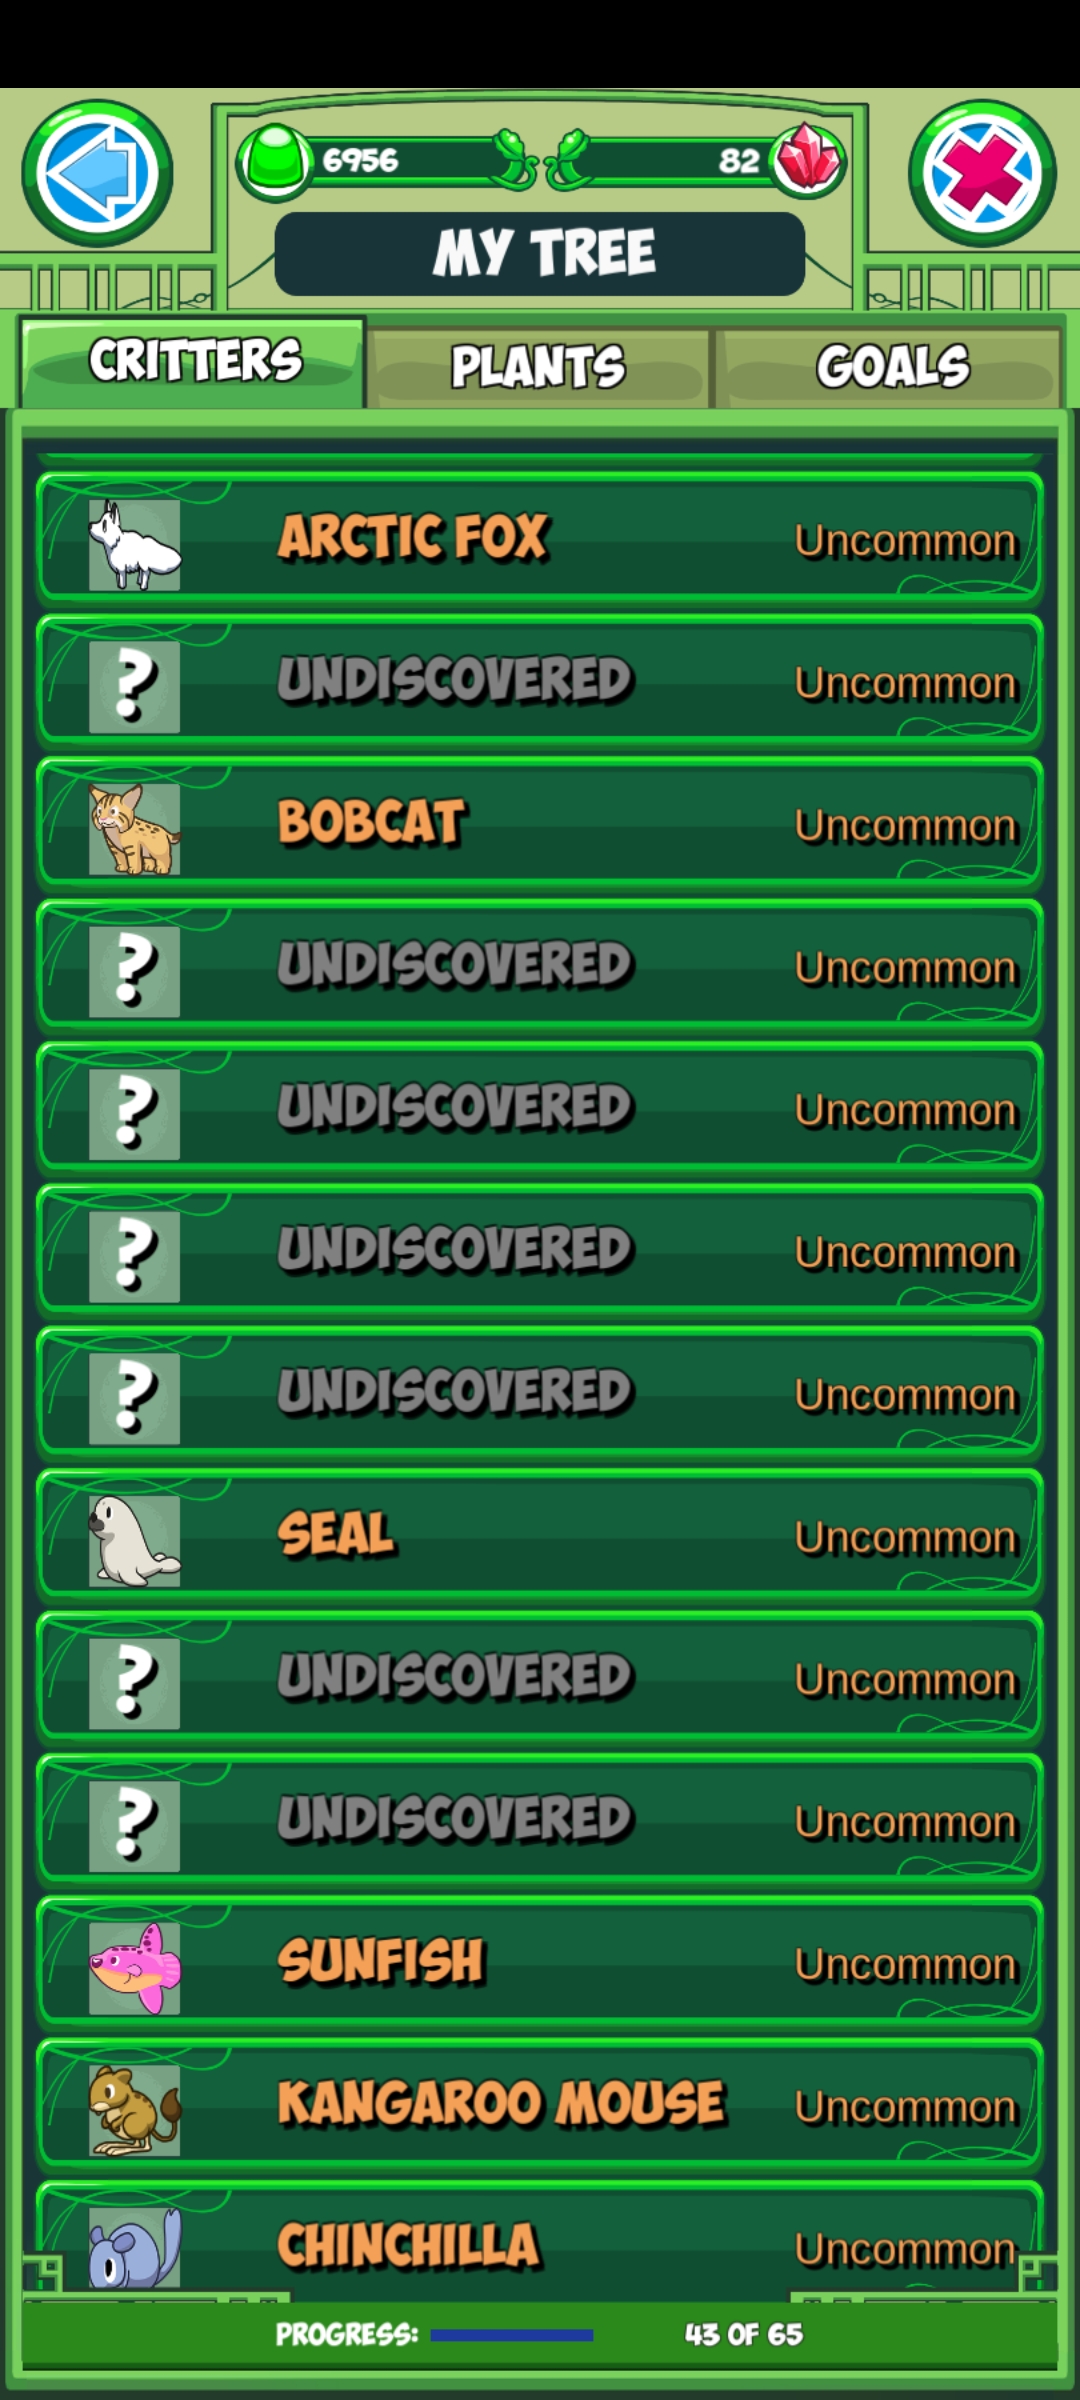 6956
82
MY TREE
CRITTERS
PLANTS
GOALS
ARCTIC FOX
Uncommon
?
UNDISCOVERED
Uncommon
BOBCAT
Uncommon
?
UNDISCOVERED
Uncommon
?
UNDISCOVERED
Uncommon
?
UNDISCOVERED
Uncommon
?
UNDISCOVERED
Uncommon
SEAL
Uncommon
?
UNDISCOVERED
Uncommon
?
UNDISCOVERED
Uncommon
SUNFISH
Uncommon
KANGAROO MOUSE
Uncommon
CHINCHILLA
Uncommon
PROGRESS:
43 OF 65